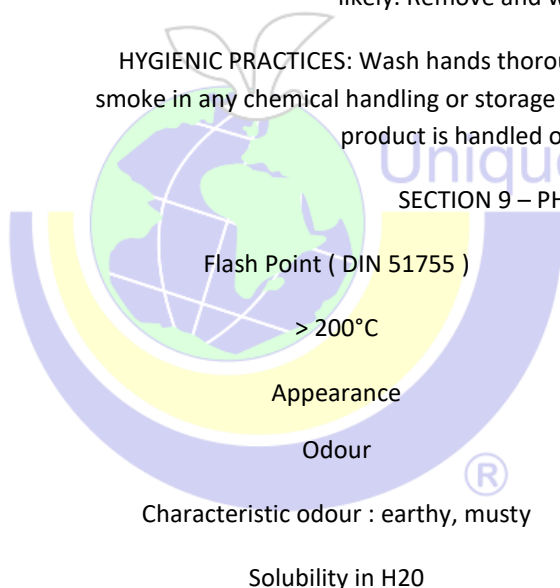 likely. Remove and w
HYGIENIC PRACTICES: Wash hands thorou
smoke in any chemical handling or storage
product is handled o
Unique
SECTION 9 – PH
Flash Point ( DIN 51755 )
> 200°C
Appearance
Odour
®
Characteristic odour : earthy, musty
Solubility in H20